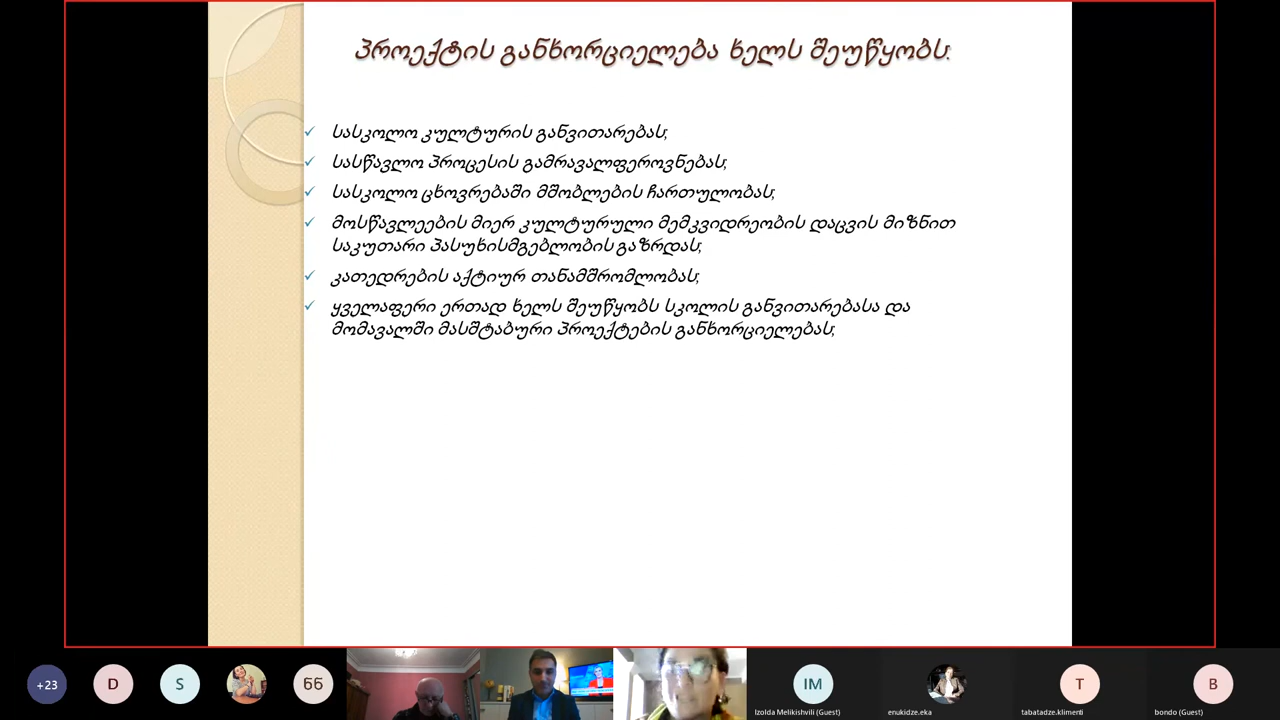 პროექტის განხორციელება ხელს შეუწყობს:
სასკოლო კულტურის განვითარებას;
სასწავლო პროცესის გამრავალფეროვნებას;
სასკოლო ცხოვრებაში მშობლების ჩართულობას;
მოსწავლეების მიერ კულტურული მემკვიდრეობის დაცვის მიზნით
საკუთარი პასუხისმგებლობის გაზრდას;
კათედრების აქტიურ თანამშრომლობას;
ყველაფერი ერთად ხელს შეუწყობს სკოლის განვითარებასა და
მომავალში მასშტაბური პროექტების განხორციელებას;
+23
D
S
ნნ
IM
T
B
Izolda Melikishvili (Guest)
enukidze.eka
tabatadze.klimenti
bondo (Guest)